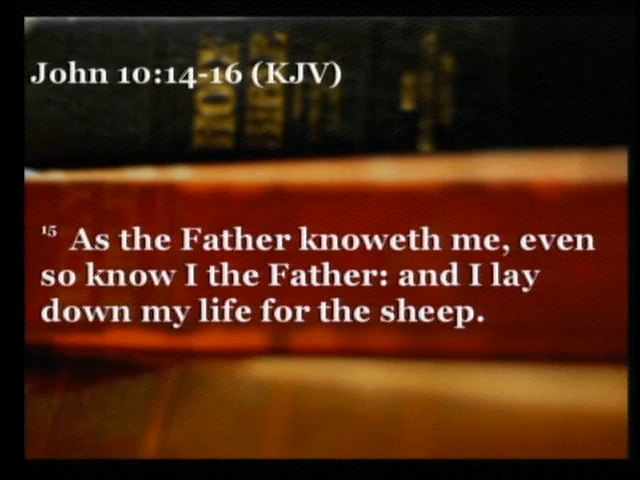 John 10:14-16 (KJV)
15 As the Father knoweth me, even
so know I the Father: and I lay
down my life for the sheep.